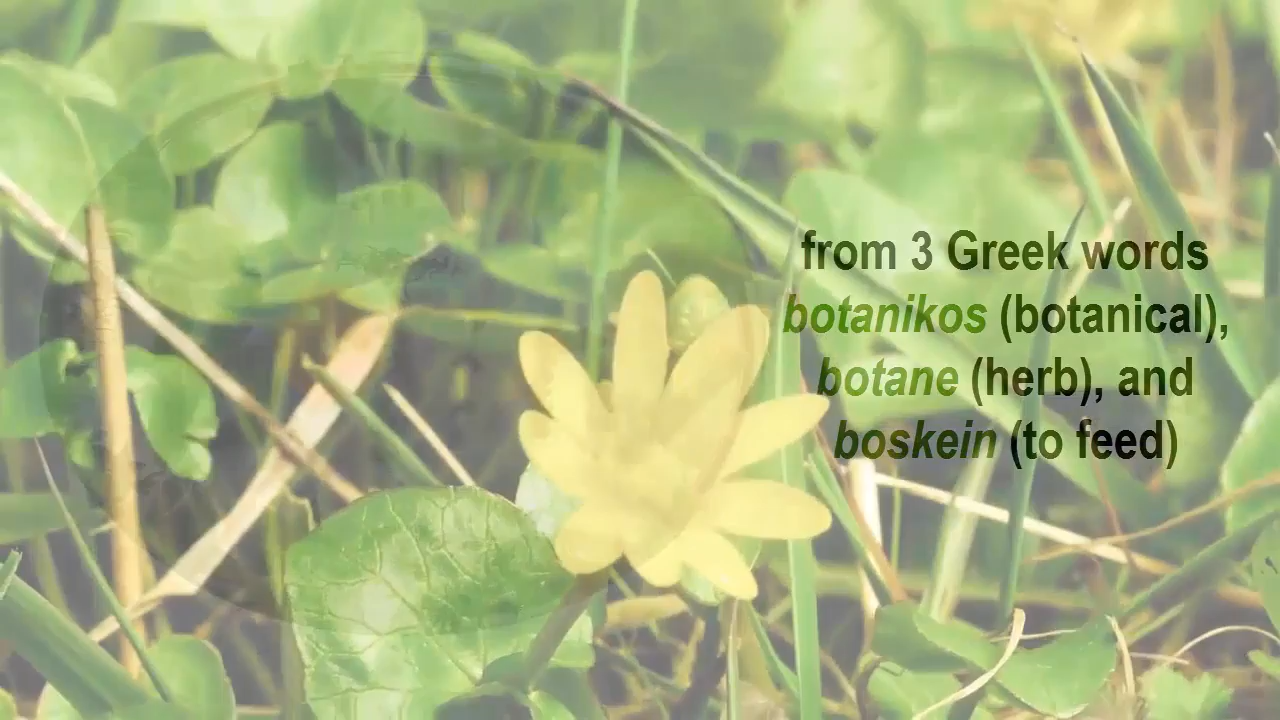 from 3 Greek words
botanikos (botanical),
botane (herb), and
boskein (to feed)